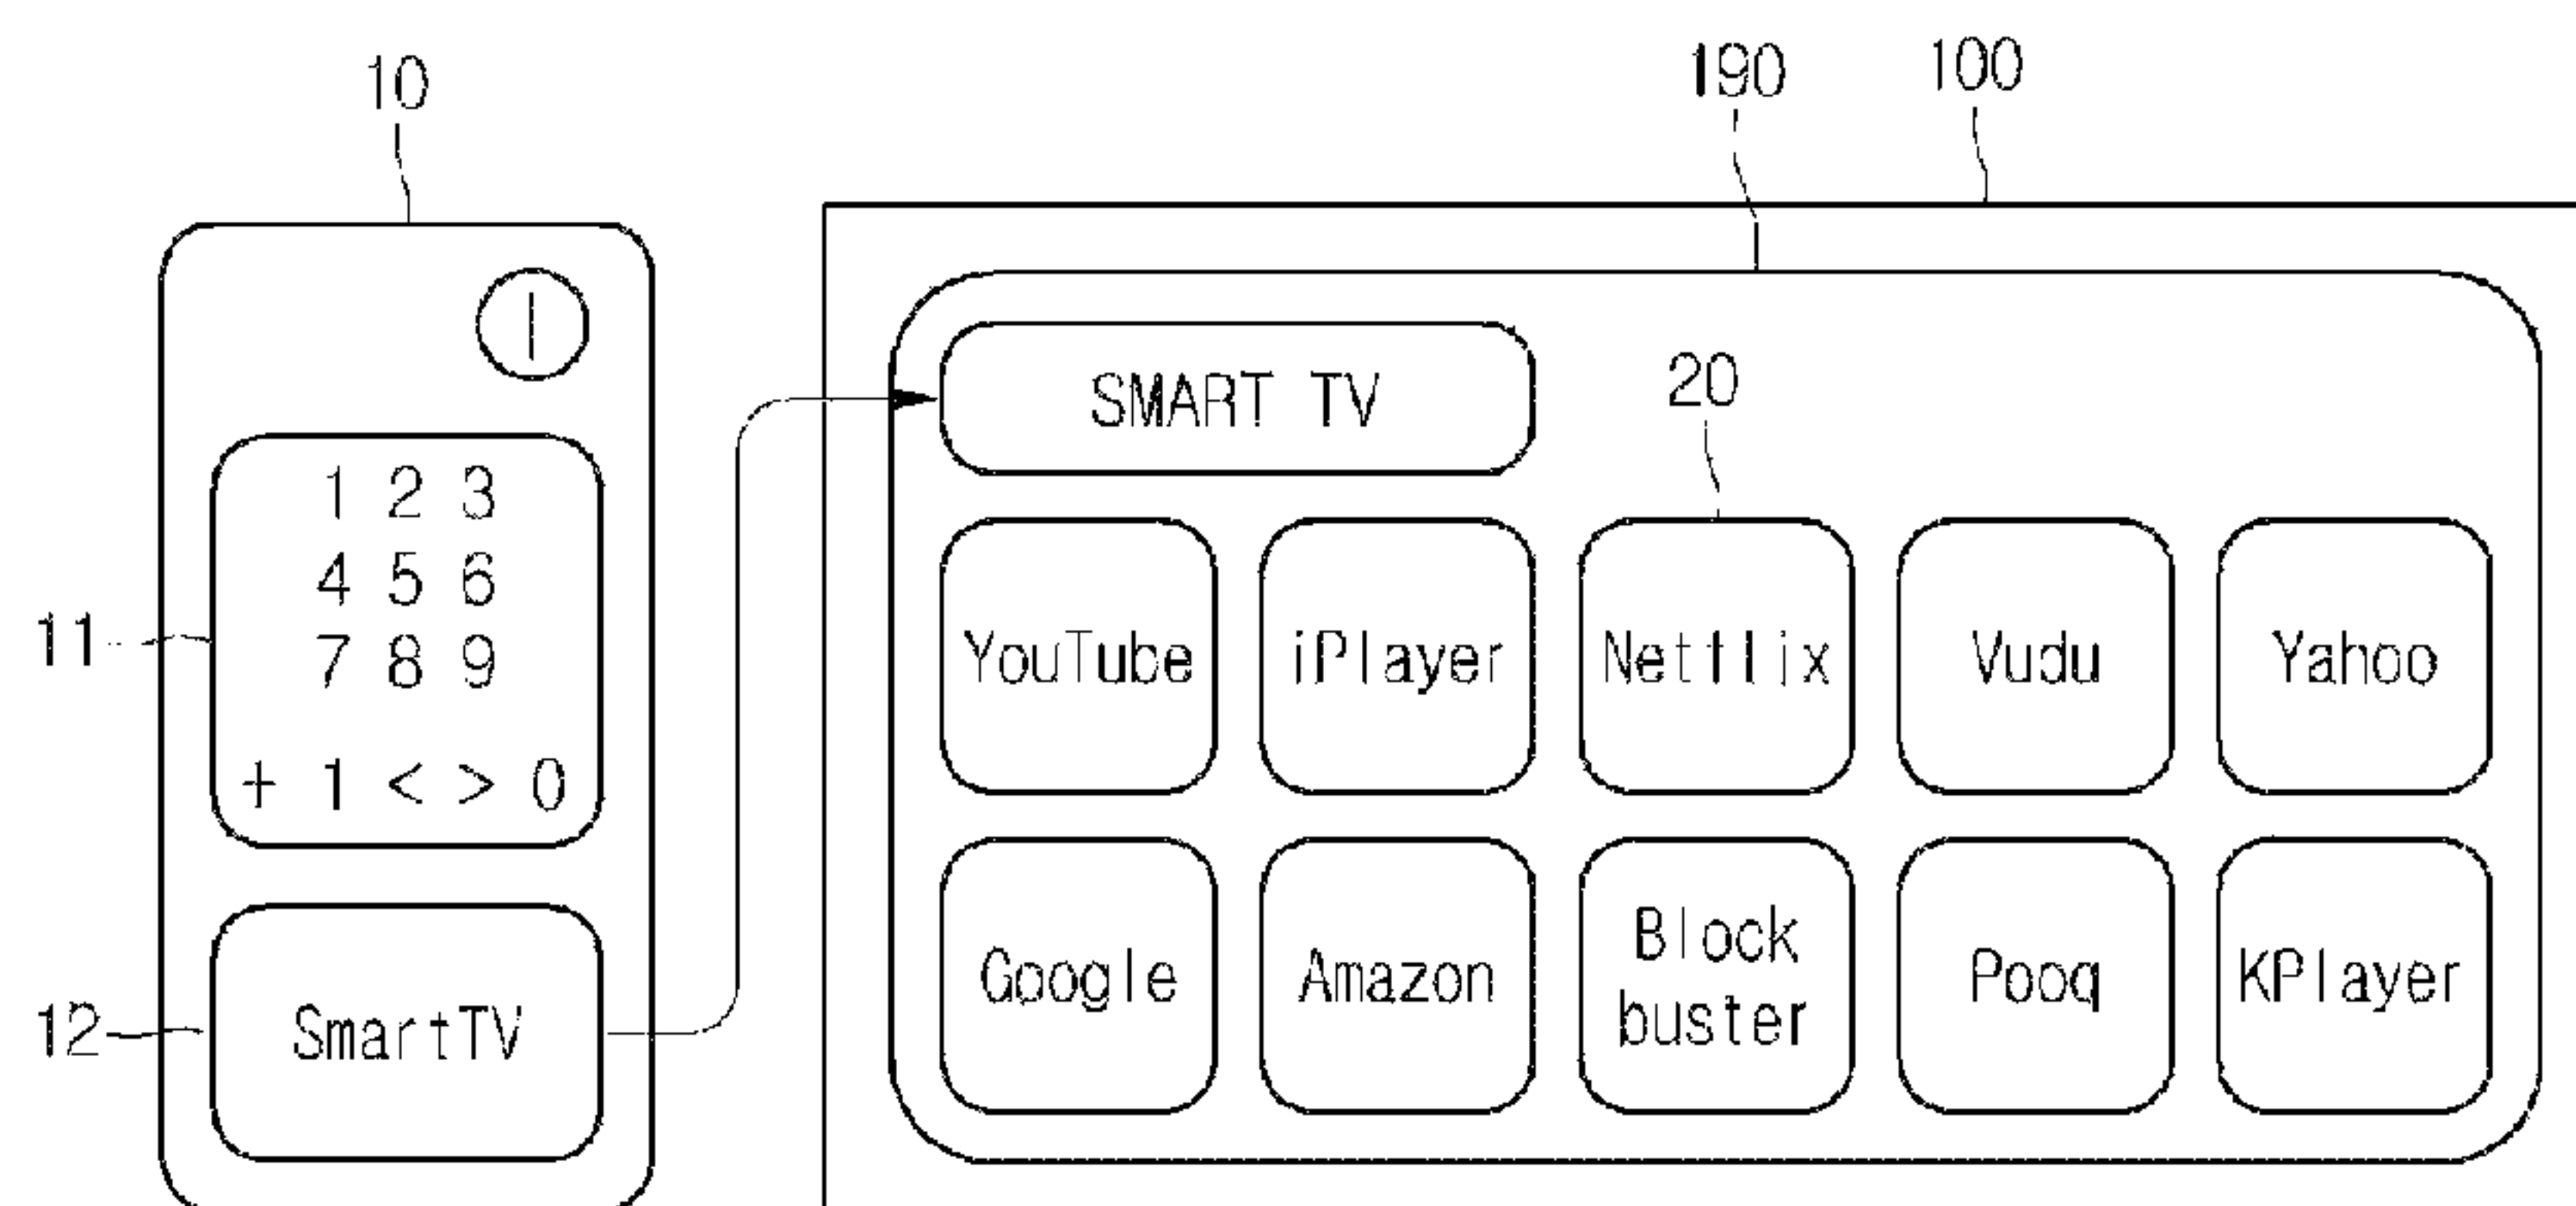 10
190
100
SMART TV
20
1 2 3
4 5 6
7 8 9
+ 1 < > 0
11
YouTube
iPlayer
Netflix
Vudu
Yahoo
Google
Amazon
Block
buster
Pooq
KPlayer
12
SmartTV